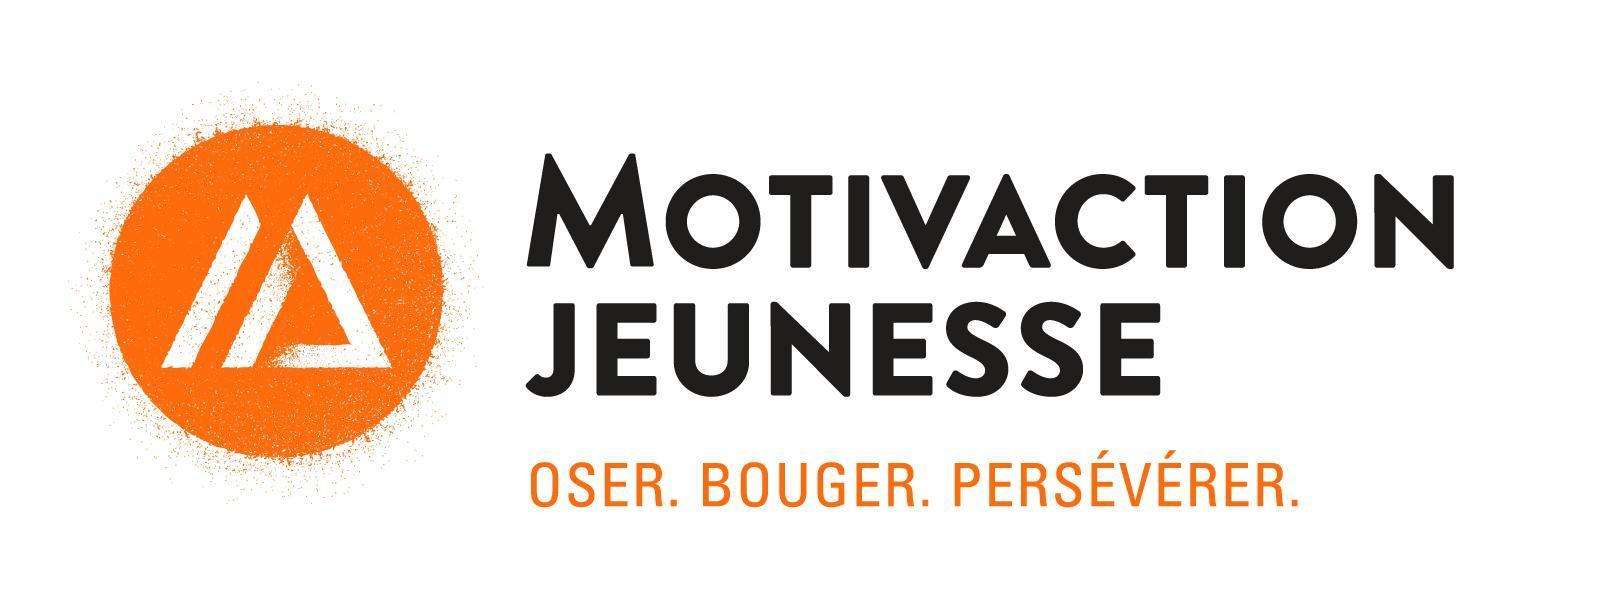 MOTIVACTION
JEUNESSE
OSER. BOUGER. PERSÉVÉRER.